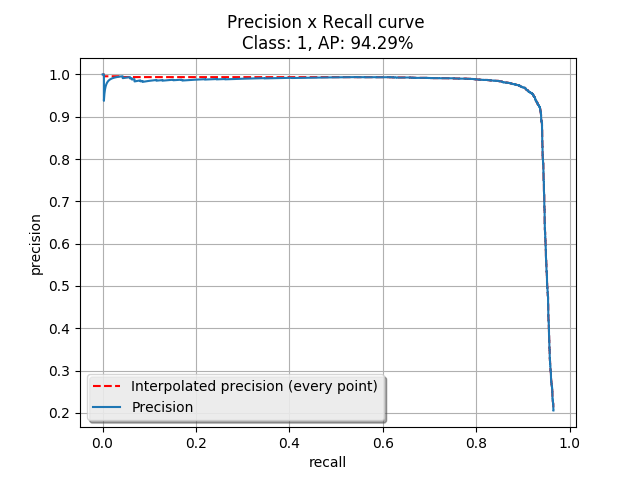 Precision x Recall curve
Class: 1, AP: 94.29%
1.0
0.9
0.8
0.7
0.6
0.5
0.4
0.3
0.2
precision
Interpolated precision (every point)
Precision
0.0 0.2 0.4 0.6 0.8 1.0
recall